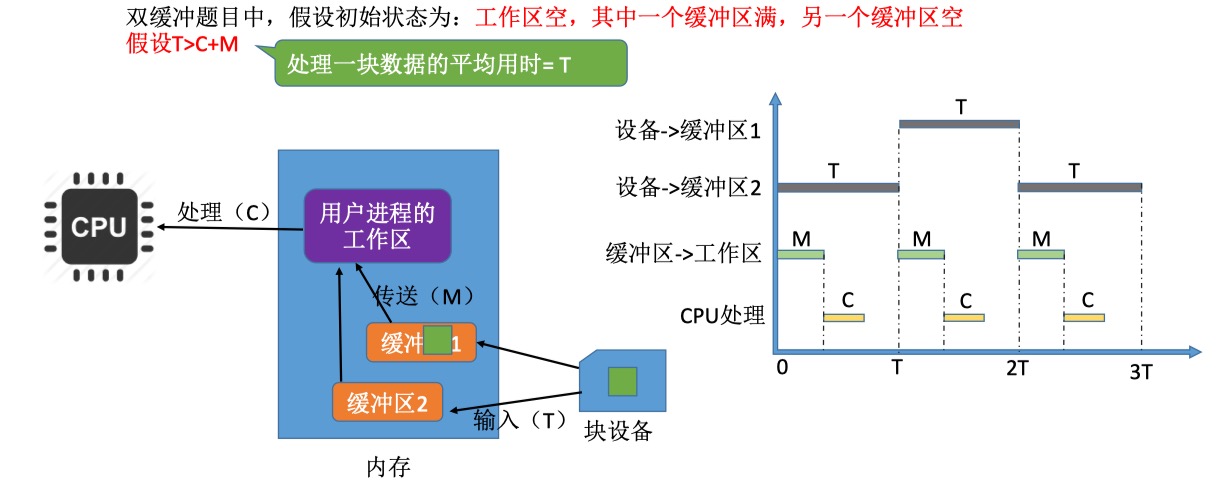 双缓冲题目中，假设初始状态为：工作区空，其中一个缓冲区满，另一个缓冲区空
假设T>C+M
处理一块数据的平均用时= T
CPU
处理（C）
用户进程的
工作区
传送（M）
缓冲 1
缓冲区2
输入（T）
块设备
内存
设备->缓冲区1
T
设备->缓冲区2
T
T
缓冲区->工作区
M
M
M
CPU处理
C
C
C
0
T
2T
3T